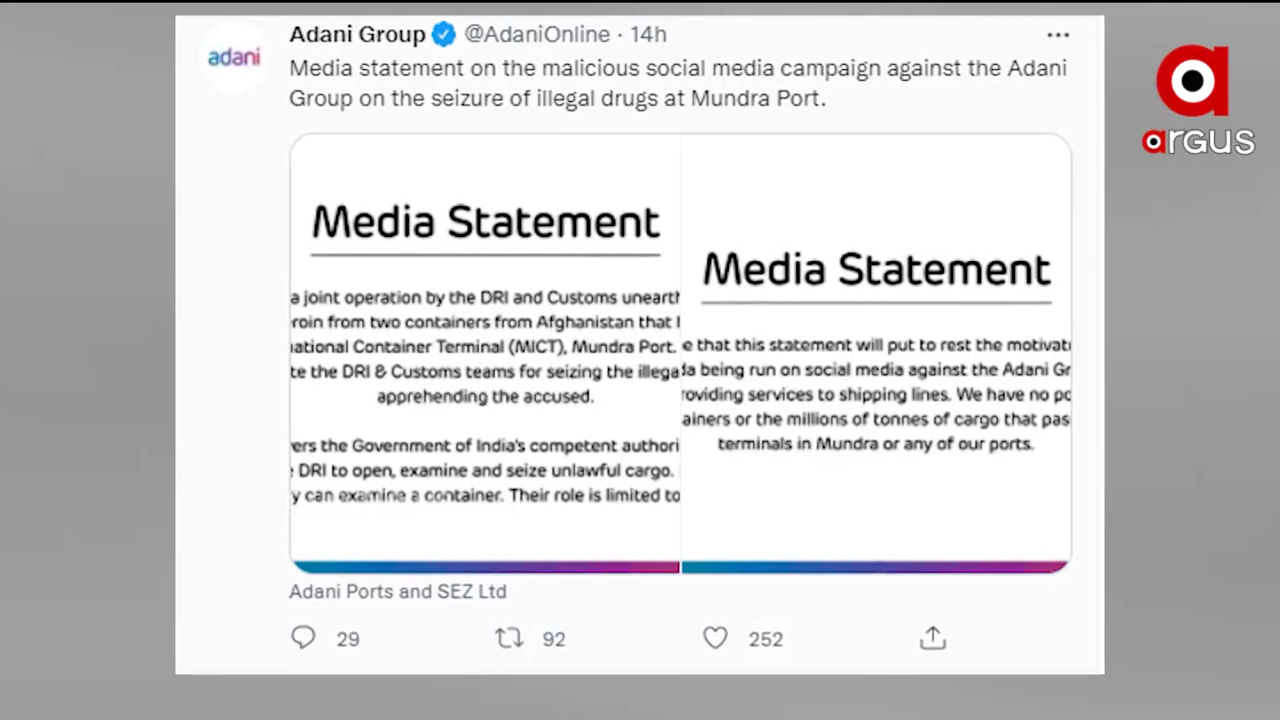 Adani Group @AdaniOnline · 14h
adani
Media statement on the malicious social media campaign against the Adani
Group on the seizure of illegal drugs at Mundra Port.
Media Statement
a joint operation by the DRI and Customs unearth
roin from two containers from Afghanistan that l
national Container Terminal (MICT), Mundra Port.
te the DRI & Customs teams for seizing the illega
apprehending the accused.
ers the Government of India's competent authori
DRI to open, examine and seize unlawful cargo.
y can examine a container. Their role is limited to
Media Statement
e that this statement will put to rest the motivat
da being run on social media against the Adani Gr
roviding services to shipping lines. We have no po
ainers or the millions of tonnes of cargo that pas
terminals in Mundra or any of our ports.
Adani Ports and SEZ Ltd
29 92 252
a
argus